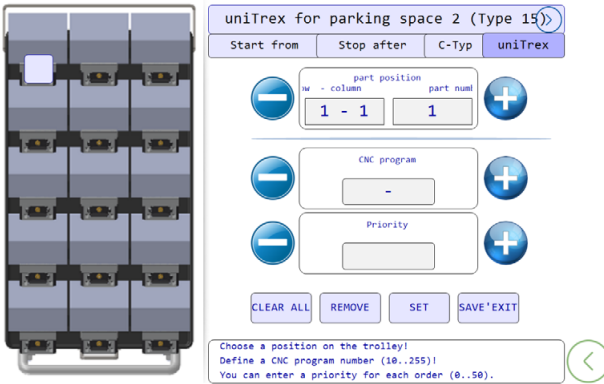 uniTrex for parking space 2 (Type 15)
Start from
Stop after
C-Typ
uniTrex
part position
- column
part numl
1 - 1
1
CNC program
-
Priority
CLEAR ALL
REMOVE
SET
SAVE'EXIT
Choose a position on the trolley!
Define a CNC program number (10..255)!
You can enter a priority for each order (0..50).